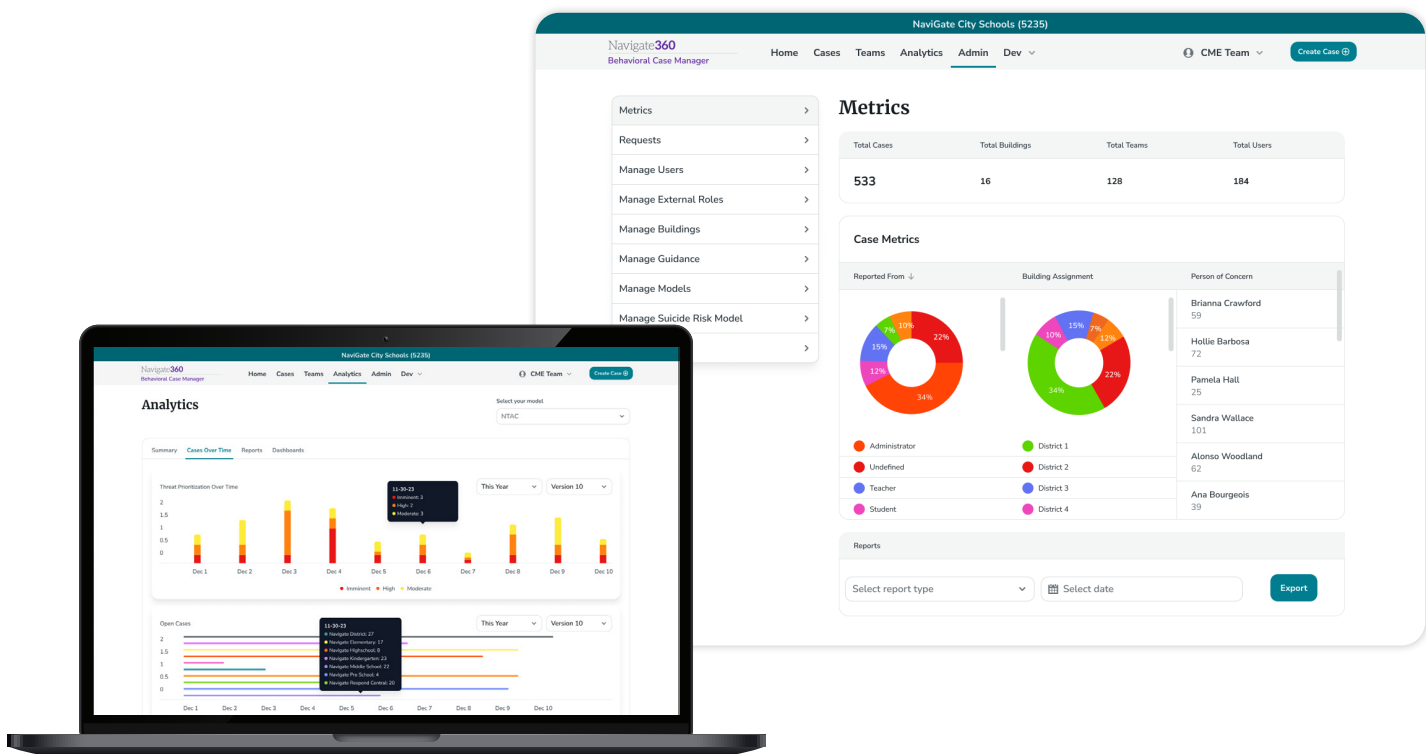 NaviGate City Schools (5235)
Navigate360
Behavioral Case Manager
Home Cases Teams Analytics Admin Dev
CME Team
Create Case
Metrics
Requests
Manage Users
Manage External Roles
Manage Buildings
Manage Guidance
Manage Models
Manage Suicide Risk Model
Metrics
Total Cases Total Buildings Total Teams Total Users
533 16 128 184
Case Metrics
Reported From Building Assignment Person of Concern
7% 10% 22% 15% 12% 34%
15% 7% 12% 10% 22% 34%
Administrator
Undefined
Teacher
Student
District 1
District 2
District 3
District 4
Brianna Crawford
59
Hollie Barbosa
72
Pamela Hall
25
Sandra Wallace
101
Alonso Woodland
62
Ana Bourgeois
39
Reports
Select report type
Select date
Export
NaviGate City Schools (5235)
Navigate360
Behavioral Case Manager
Home Cases Teams Analytics Admin Dev
CME Team
Create Case
Analytics
Select your model
NTAC
Summary Cases Over Time Reports Dashboards
Threat Prioritization Over Time
This Year
Version 10
2
1.5
1
0.5
0
11-30-23
Imminent: 3
High: 2
Moderate: 3
Dec 1 Dec 2 Dec 3 Dec 4 Dec 5 Dec 6 Dec 7 Dec 8 Dec 9 Dec 10
Imminent High Moderate
Open Cases
This Year
Version 10
2
1.5
1
0.5
0
11-30-23
Navigate District: 27
Navigate Elementary: 17
Navigate Highschool: 8
Navigate Kindergarten: 23
Navigate Middle School: 22
Navigate Pre School: 4
Navigate Respond Central: 20
Dec 1 Dec 2 Dec 3 Dec 4 Dec 5 Dec 6 Dec 7 Dec 8 Dec 9 Dec 10